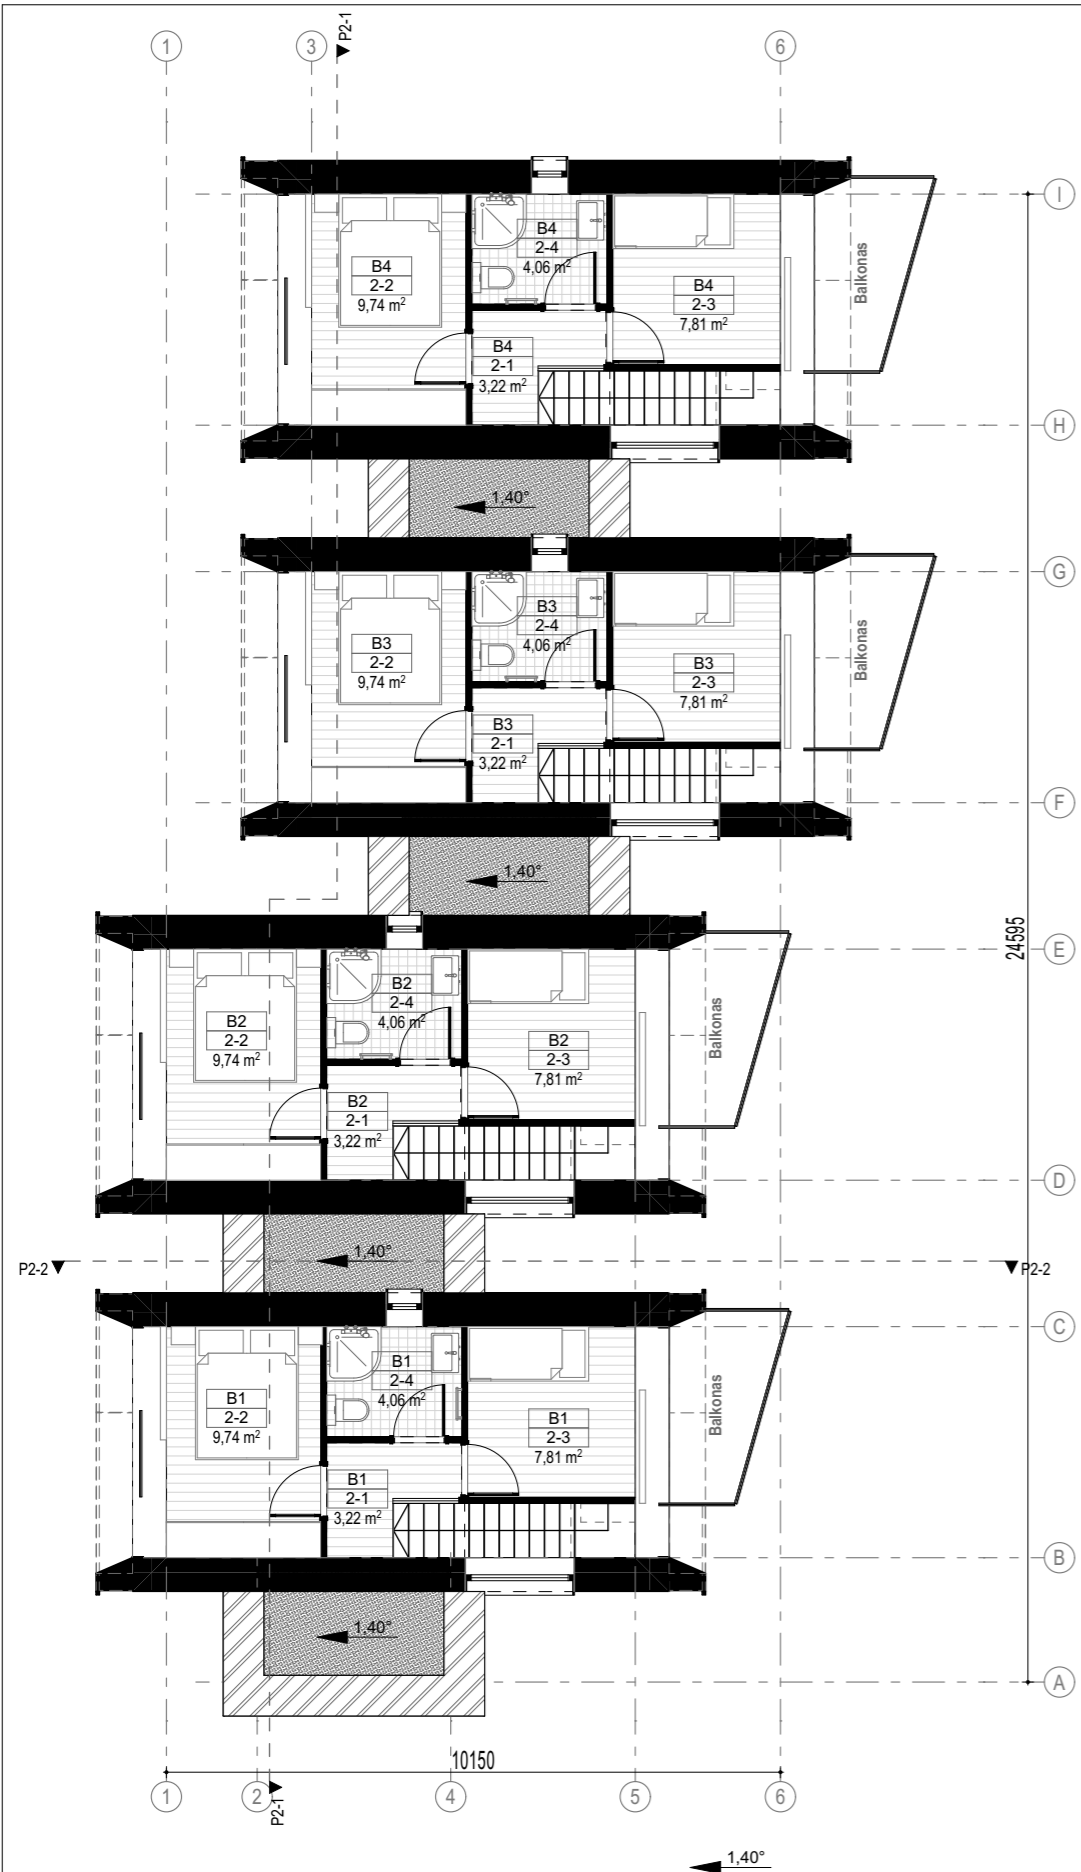 1
3
P2-1
6
I
B4
2-4
4,06 m²
B4
2-2
9,74 m²
B4
2-3
7,81 m²
Balkonas
B4
2-1
3,22 m²
H
1,40°
G
B3
2-4
4,06 m²
B3
2-2
9,74 m²
B3
2-3
7,81 m²
Balkonas
B3
2-1
3,22 m²
F
1,40°
24595
E
B2
2-4
4,06 m²
B2
2-2
9,74 m²
B2
2-3
7,81 m²
Balkonas
B2
2-1
3,22 m²
D
1,40°
P2-2
P2-2
C
B1
2-4
4,06 m²
B1
2-2
9,74 m²
B1
2-3
7,81 m²
Balkonas
B1
2-1
3,22 m²
B
1,40°
A
10150
1
2
P2-1
4
5
6
1,40°